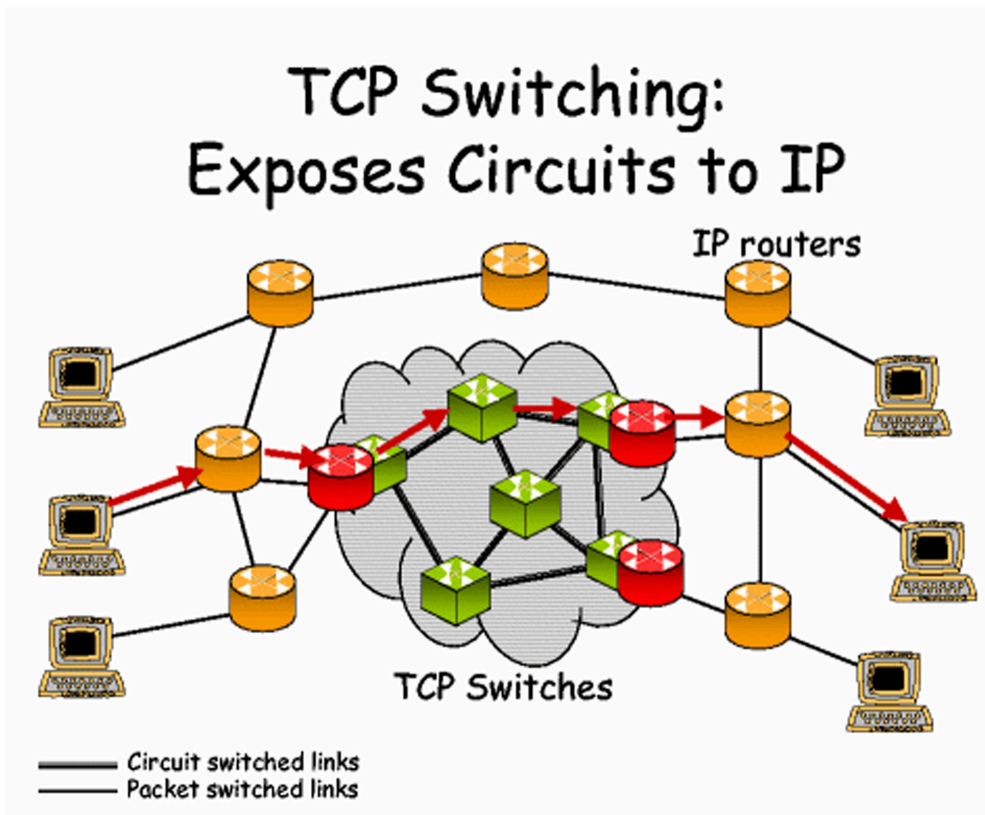 TCP Switching:
Exposes Circuits to IP
IP routers
TCP Switches
Circuit switched links
Packet switched links